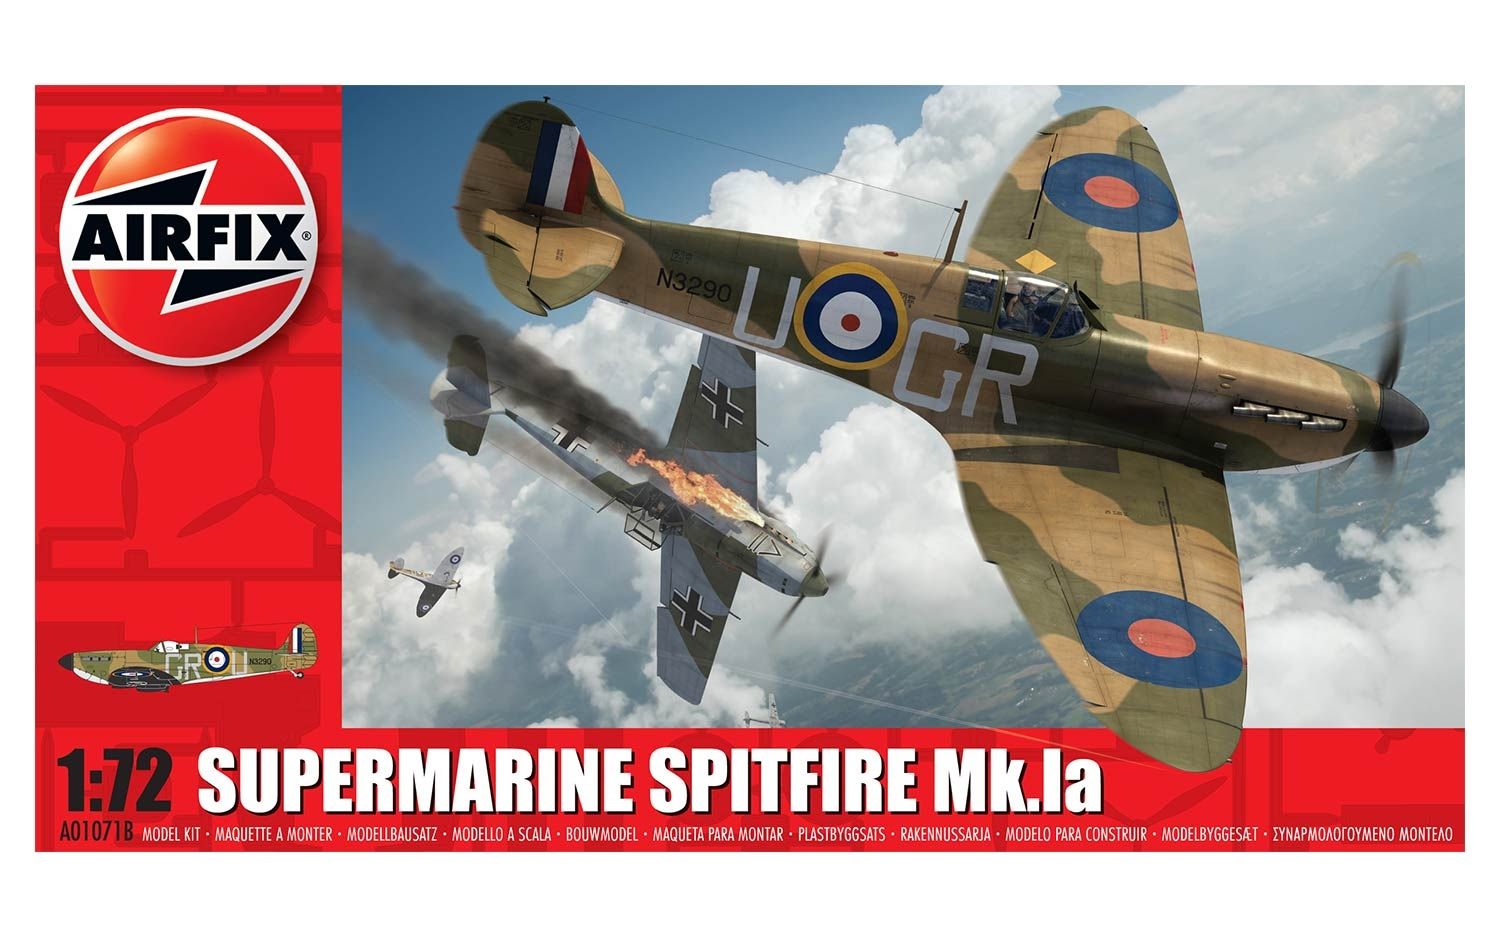 AIRFIX®
N3290 U GR
GR U N3290
1:72 SUPERMARINE SPITFIRE Mk.Ia
A01071B MODEL KIT • MAQUETTE A MONTER • MODELLBAUSATZ • MODELLO A SCALA • BOUWMODEL • MAQUETA PARA MONTAR • PLASTBYGGSATS • RAKENNUSSARJA • MODELO PARA CONSTRUIR • MODELBYGGESÆT • ΣΥΝΑΡΜΟΛΟΓΟΥΜΕΝΟ ΜΟΝΤΕΛΟ